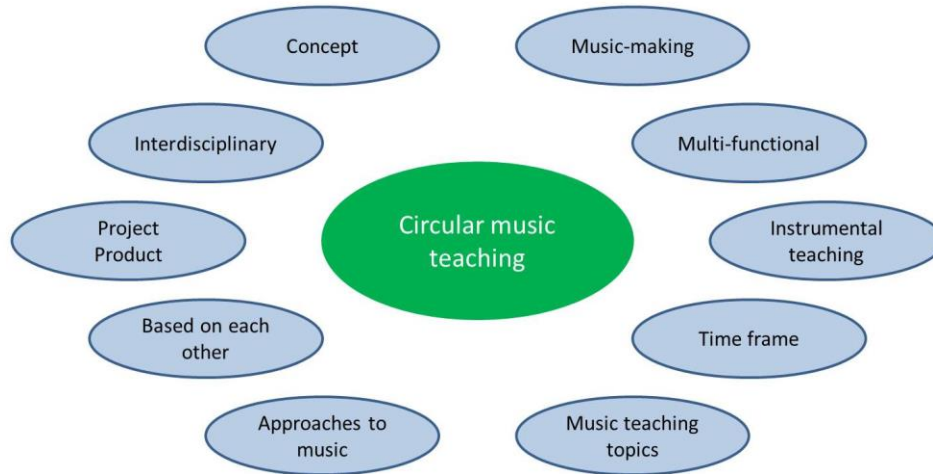 Concept
Music-making
Interdisciplinary
Multi-functional
Project
Product
Circular music
teaching
Instrumental
teaching
Based on each
other
Time frame
Approaches to
music
Music teaching
topics